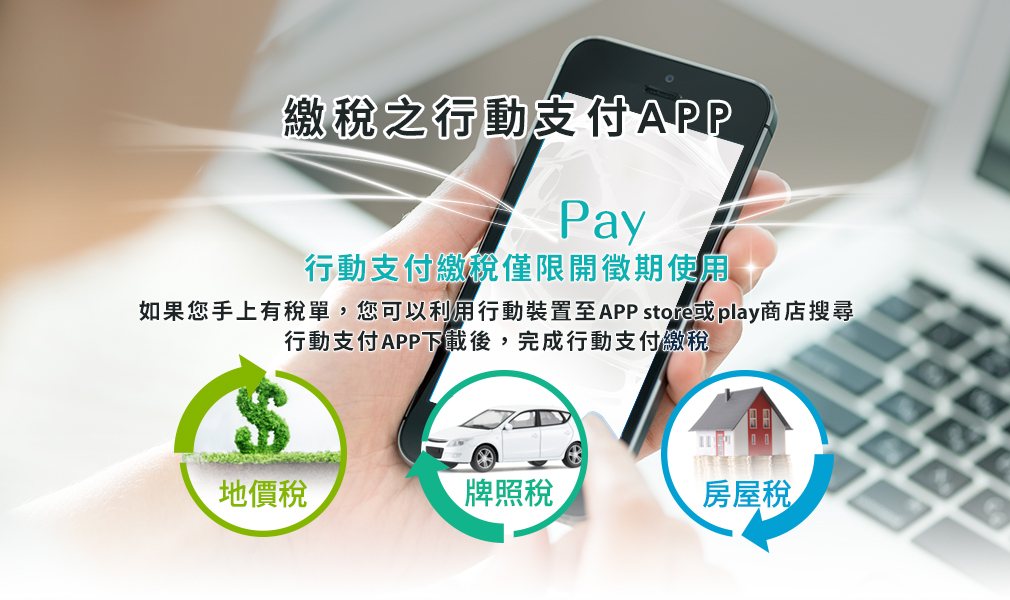 繳稅之行動支付APP
Pay
行動支付繳稅僅限開徵期使用
如果您手上有稅單，您可以利用行動裝置至APP store或play商店搜尋
行動支付APP下載後，完成行動支付繳稅
地價稅
牌照稅
房屋稅